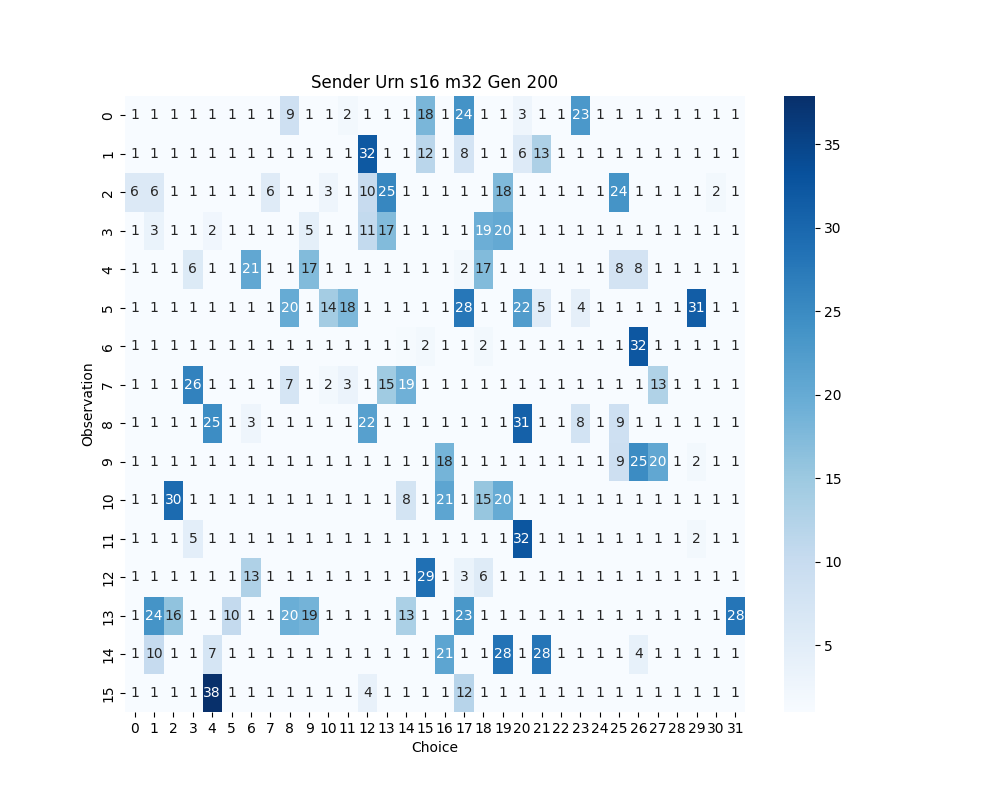 Sender Urn s16 m32 Gen 200
Observation
0 1 1 1 1 1 1 1 1 9 1 1 2 1 1 1 18 1 24 1 1 3 1 1 23 1 1 1 1 1 1 1 1
1 1 1 1 1 1 1 1 1 1 1 1 1 32 1 1 12 1 8 1 1 6 13 1 1 1 1 1 1 1 1 1 1
2 6 6 1 1 1 1 1 6 1 1 3 1 10 25 1 1 1 1 1 18 1 1 1 1 1 24 1 1 1 1 2 1
3 1 3 1 1 2 1 1 1 1 5 1 1 11 17 1 1 1 1 19 20 1 1 1 1 1 1 1 1 1 1 1 1
4 1 1 1 6 1 1 21 1 1 17 1 1 1 1 1 1 1 2 17 1 1 1 1 1 1 8 8 1 1 1 1 1
5 1 1 1 1 1 1 1 1 20 1 14 18 1 1 1 1 1 28 1 1 22 5 1 4 1 1 1 1 1 31 1 1
6 1 1 1 1 1 1 1 1 1 1 1 1 1 1 1 2 1 1 2 1 1 1 1 1 1 1 32 1 1 1 1 1
7 1 1 1 26 1 1 1 1 7 1 2 3 1 15 19 1 1 1 1 1 1 1 1 1 1 1 1 13 1 1 1 1
8 1 1 1 1 25 1 3 1 1 1 1 1 22 1 1 1 1 1 1 1 31 1 1 8 1 9 1 1 1 1 1 1
9 1 1 1 1 1 1 1 1 1 1 1 1 1 1 1 1 18 1 1 1 1 1 1 1 1 9 25 20 1 2 1 1
10 1 1 30 1 1 1 1 1 1 1 1 1 1 1 8 1 21 1 15 20 1 1 1 1 1 1 1 1 1 1 1 1
11 1 1 1 5 1 1 1 1 1 1 1 1 1 1 1 1 1 1 1 1 32 1 1 1 1 1 1 1 1 2 1 1
12 1 1 1 1 1 1 13 1 1 1 1 1 1 1 1 29 1 3 6 1 1 1 1 1 1 1 1 1 1 1 1 1
13 1 24 16 1 1 10 1 1 20 19 1 1 1 1 13 1 1 23 1 1 1 1 1 1 1 1 1 1 1 1 1 28
14 1 10 1 1 7 1 1 1 1 1 1 1 1 1 1 1 21 1 1 28 1 28 1 1 1 1 4 1 1 1 1 1
15 1 1 1 1 38 1 1 1 1 1 1 1 4 1 1 1 1 12 1 1 1 1 1 1 1 1 1 1 1 1 1 1
0 1 2 3 4 5 6 7 8 9 10 11 12 13 14 15 16 17 18 19 20 21 22 23 24 25 26 27 28 29 30 31
Choice
35
30
25
20
15
10
5